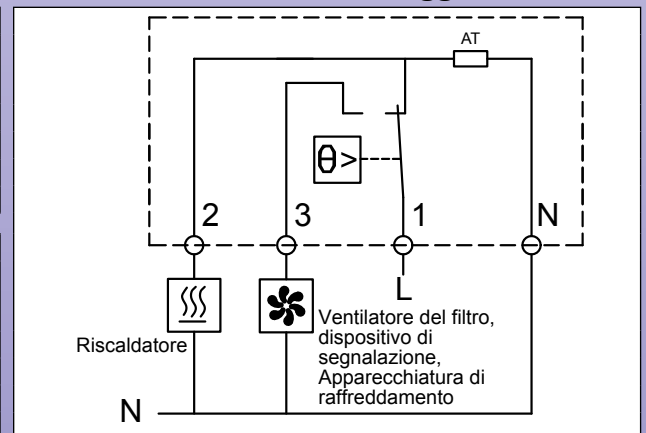 AT
θ>
2
3
1
N
L
Riscaldatore
Ventilatore del filtro,
dispositivo di
segnalazione,
Apparecchiatura di
raffreddamento
N